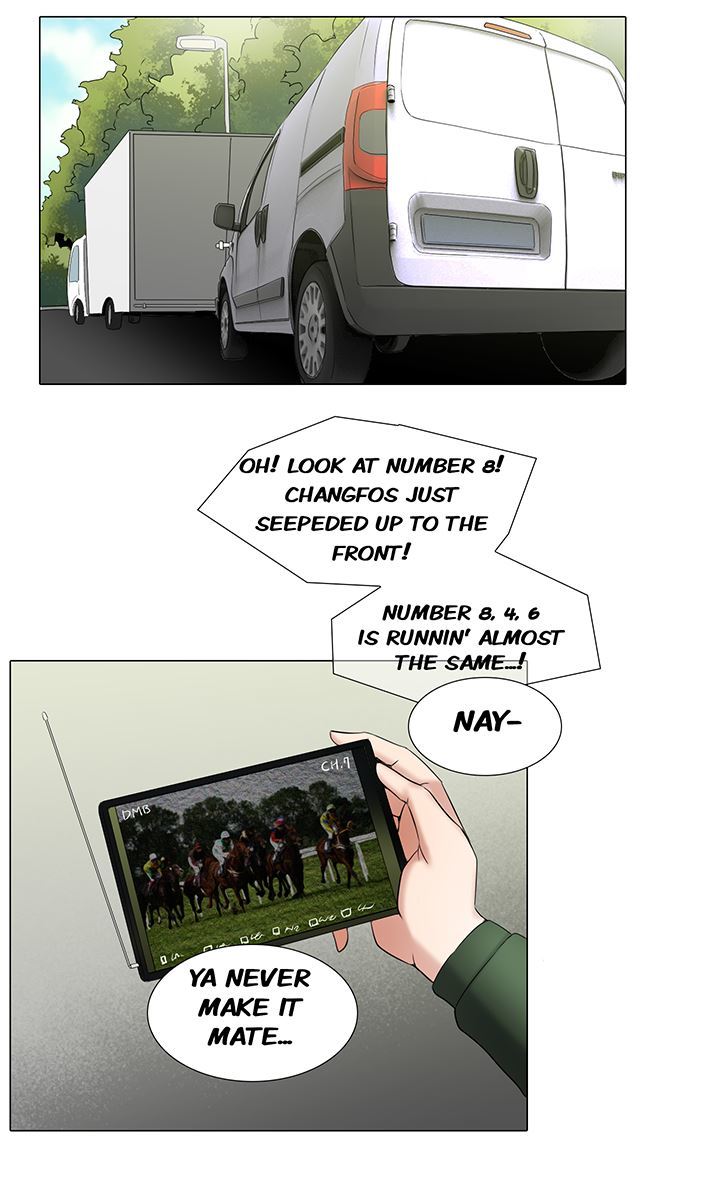 OH! LOOK AT NUMBER 8!
CHANGFOS JUST
SEEPEDED UP TO THE
FRONT!
NUMBER 8, 4, 6
IS RUNNIN' ALMOST
THE SAME...!
NAY-
CH.7
DMB
YA NEVER
MAKE IT
MATE...